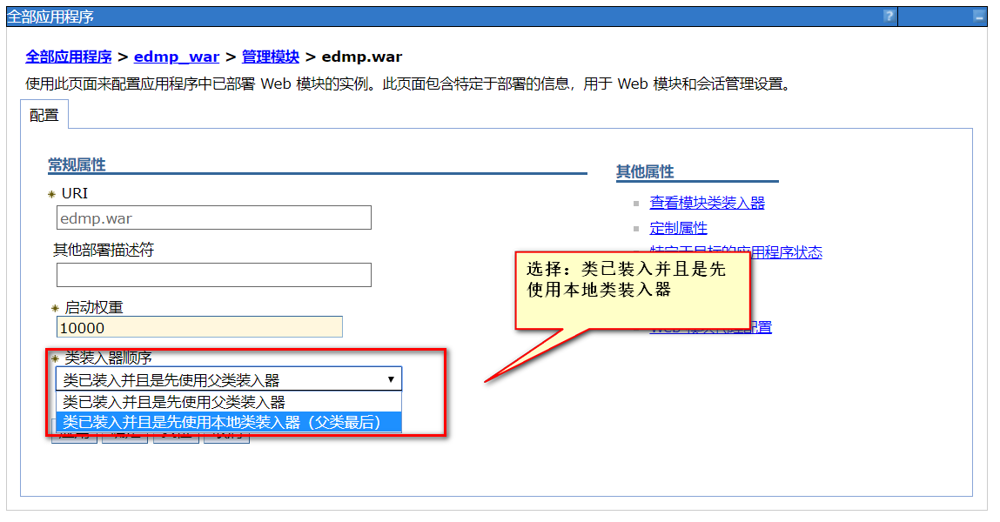 全部应用程序
?
全部应用程序 > edmp_war > 管理模块 > edmp.war
使用此页面来配置应用程序中已部署 Web 模块的实例。此页面包含特定于部署的信息，用于 Web 模块和会话管理设置。
配置
常规属性
URI
edmp.war
其他部署描述符
启动权重
10000
类装入器顺序
类已装入并且是先使用父类装入器
类已装入并且是先使用父类装入器
类已装入并且是先使用本地类装入器（父类最后）
其他属性
查看模块类装入器
定制属性
特定于目标的应用程序状态
选择：类已装入并且是先
使用本地类装入器
Web 模块代理配置